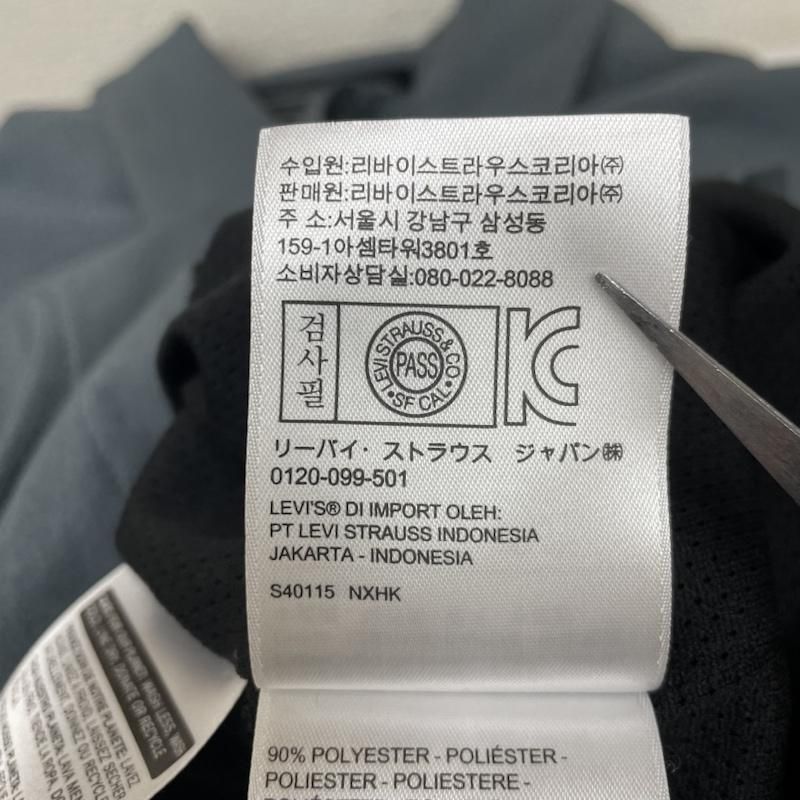 수입원:리바이스트라우스코리아㈜
판매원:리바이스트라우스코리아㈜
주 소:서울시 강남구 삼성동
159-1아셈타워3801호
소비자상담실:080-022-8088
검사필
LEVI STRAUSS & CO
PASS
SF CAL
KC
リーバイ・ストラウス ジャパン㈱
0120-099-501
LEVI'S® DI IMPORT OLEH:
PT LEVI STRAUSS INDONESIA
JAKARTA - INDONESIA
S40115 NXHK
90% POLYESTER - POLIÉSTER -
POLIESTER - POLIESTERE -